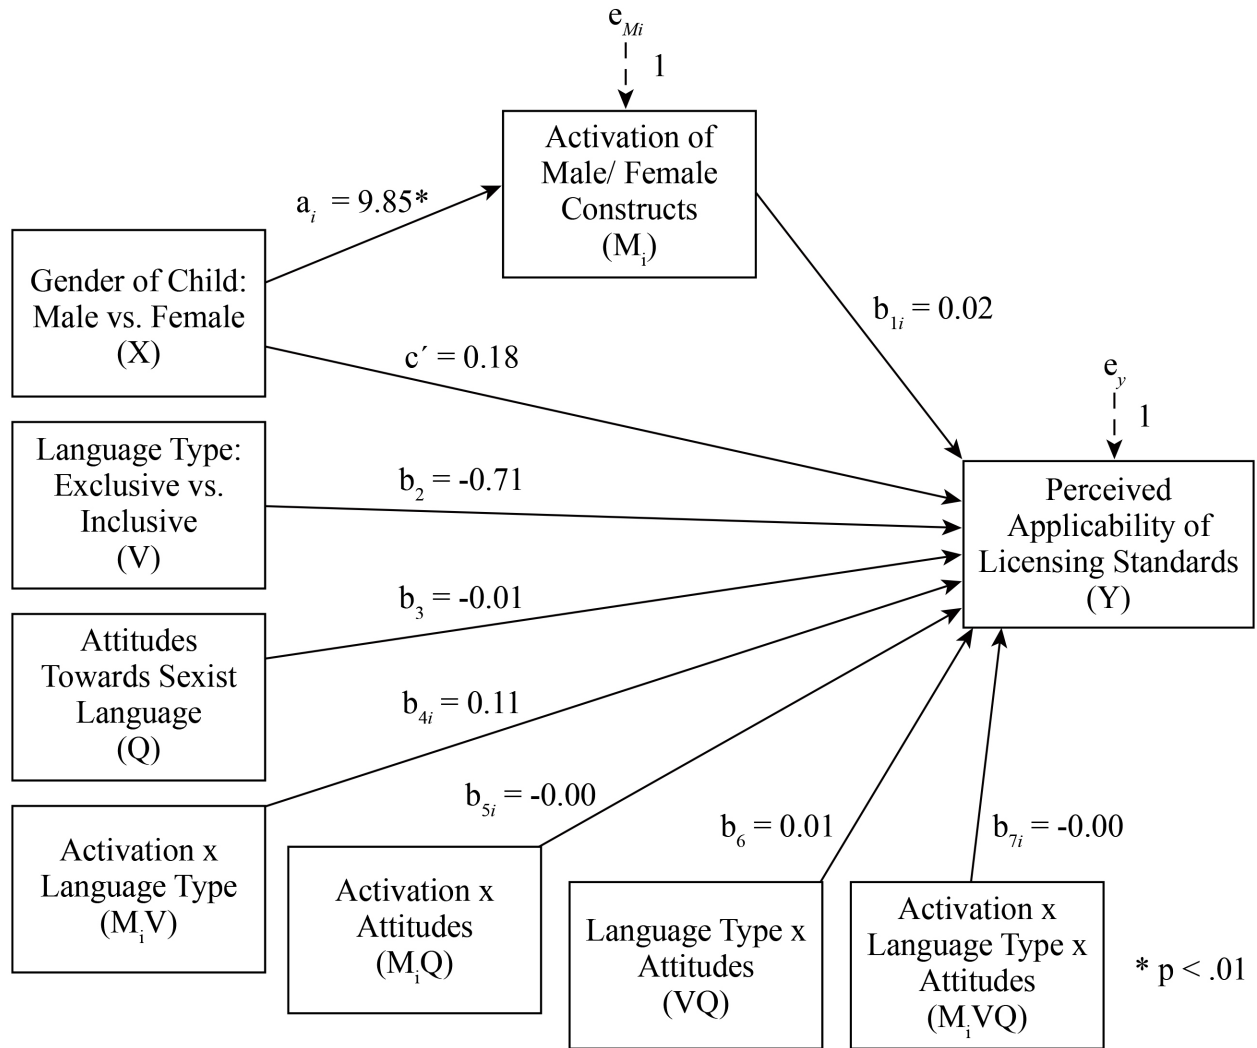 e_Mi
1
Activation of
Male/ Female
Constructs
(M_i)
a_i = 9.85*
Gender of Child:
Male vs. Female
(X)
b_1i = 0.02
c´ = 0.18
e_y
1
Language Type:
Exclusive vs.
Inclusive
(V)
b_2 = -0.71
Perceived
Applicability of
Licensing Standards
(Y)
b_3 = -0.01
Attitudes
Towards Sexist
Language
(Q)
b_4i = 0.11
b_5i = -0.00
b_6 = 0.01
b_7i = -0.00
Activation x
Language Type
(M_iV)
Activation x
Attitudes
(M_iQ)
Language Type x
Attitudes
(VQ)
Activation x
Language Type x
Attitudes
(M_iVQ)
* p < .01